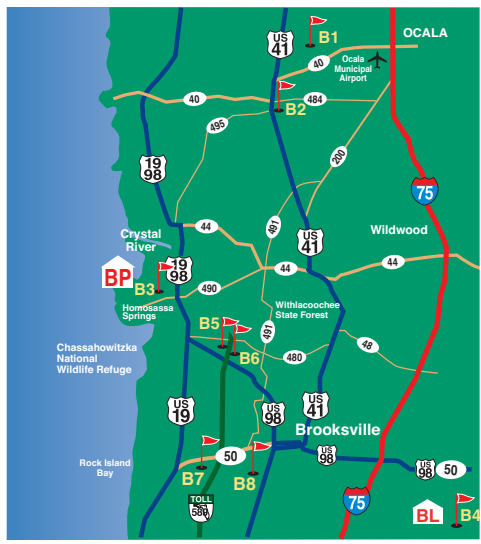 US
41
B1
OCALA
40
Ocala
Municipal
Airport
40
B2
484
495
19
98
200
75
491
44
US
41
Wildwood
Crystal
River
BP
19
98
44
44
B3
490
Homosassa
Springs
Withlacoochee
State Forest
B5
491
B6
480
48
Chassahowitzka
National
Wildlife Refuge
US
19
US
98
US
41
Brooksville
50
US
98
Rock Island
Bay
B7
B8
US
98
50
TOLL
589
75
BL
B4